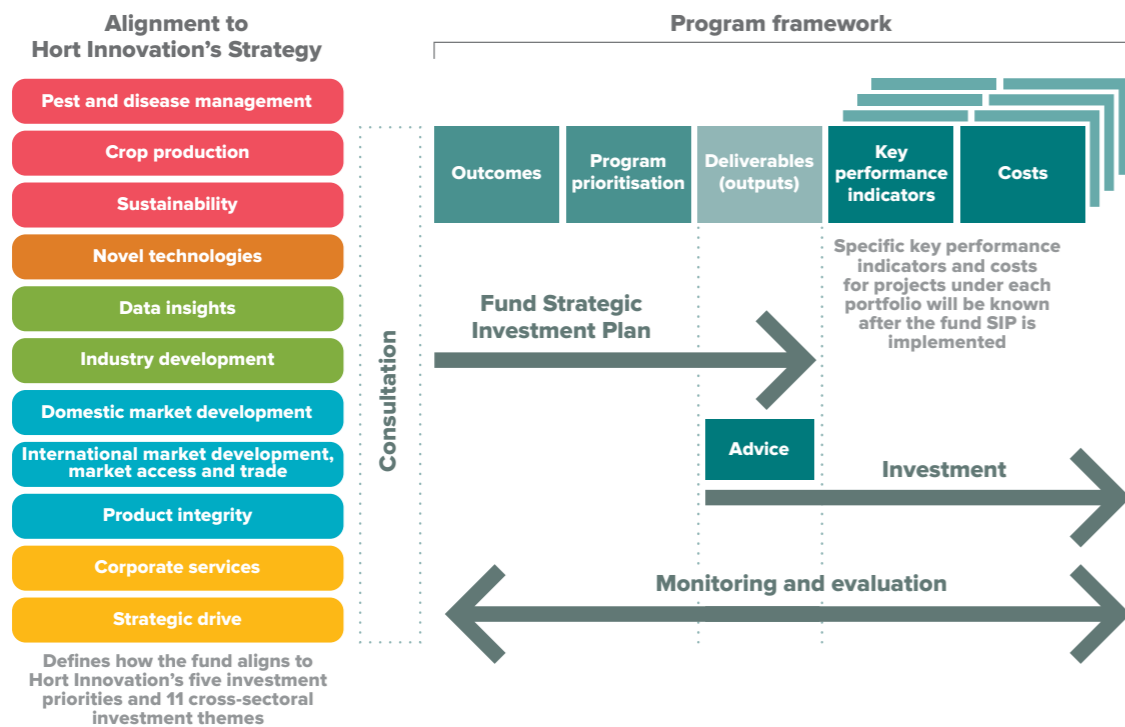 Alignment to
Hort Innovation's Strategy
Pest and disease management
Crop production
Sustainability
Novel technologies
Data insights
Industry development
Domestic market development
International market development,
market access and trade
Product integrity
Corporate services
Strategic drive
Defines how the fund aligns to
Hort Innovation's five investment
priorities and 11 cross-sectoral
investment themes
Consultation
Program framework
Outcomes
Program
prioritisation
Deliverables
(outputs)
Key
performance
indicators
Costs
Specific key performance
indicators and costs
for projects under each
portfolio will be known
after the fund SIP is
implemented
Fund Strategic
Investment Plan
Advice
Investment
Monitoring and evaluation